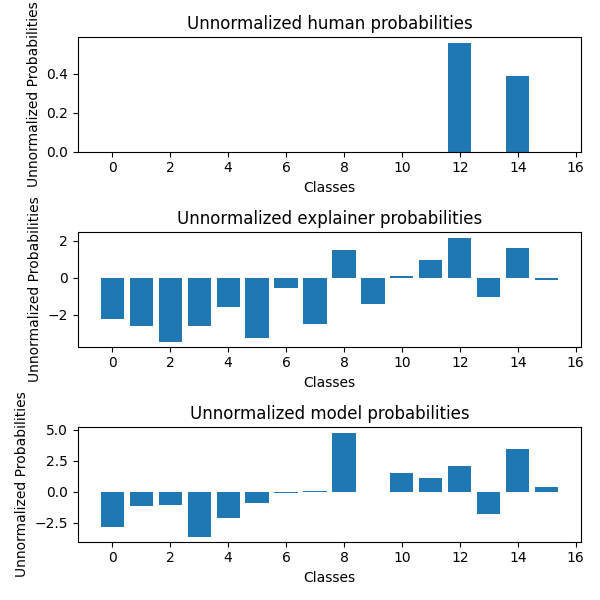 Unnormalized human probabilities
Unnormalized Probabilities
0.4
0.2
0.0
0 2 4 6 8 10 12 14 16
Classes
Unnormalized explainer probabilities
Unnormalized Probabilities
2
0
−2
0 2 4 6 8 10 12 14 16
Classes
Unnormalized model probabilities
Unnormalized Probabilities
5.0
2.5
0.0
−2.5
0 2 4 6 8 10 12 14 16
Classes